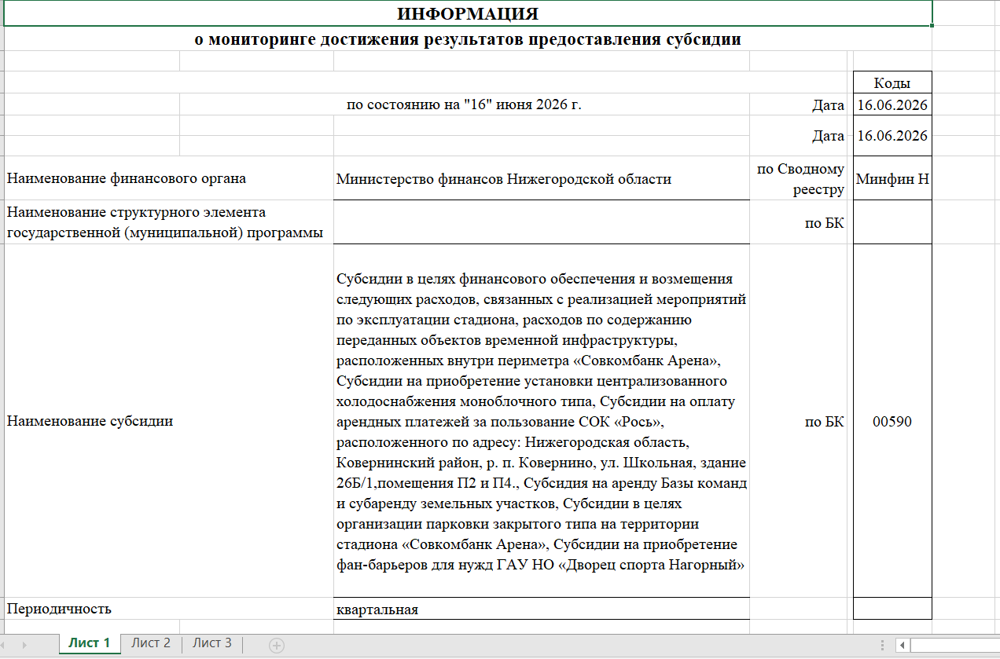 ИНФОРМАЦИЯ
о мониторинге достижения результатов предоставления субсидии
Коды
по состоянию на "16" июня 2026 г.
Дата
16.06.2026
Дата
16.06.2026
Наименование финансового органа
Министерство финансов Нижегородской области
по Сводному
реестру
Минфин Н
Наименование структурного элемента
государственной (муниципальной) программы
по БК
Наименование субсидии
Субсидии в целях финансового обеспечения и возмещения
следующих расходов, связанных с реализацией мероприятий
по эксплуатации стадиона, расходов по содержанию
переданных объектов временной инфраструктуры,
расположенных внутри периметра «Совкомбанк Арена»,
Субсидии на приобретение установки централизованного
холодоснабжения моноблочного типа, Субсидии на оплату
арендных платежей за пользование СОК «Рось»,
расположенного по адресу: Нижегородская область,
Ковернинский район, р. п. Ковернино, ул. Школьная, здание
26Б/1,помещения П2 и П4., Субсидия на аренду Базы команд
и субаренду земельных участков, Субсидии в целях
организации парковки закрытого типа на территории
стадиона «Совкомбанк Арена», Субсидии на приобретение
фан-барьеров для нужд ГАУ НО «Дворец спорта Нагорный»
по БК
00590
Периодичность
квартальная
Лист 1
Лист 2
Лист 3